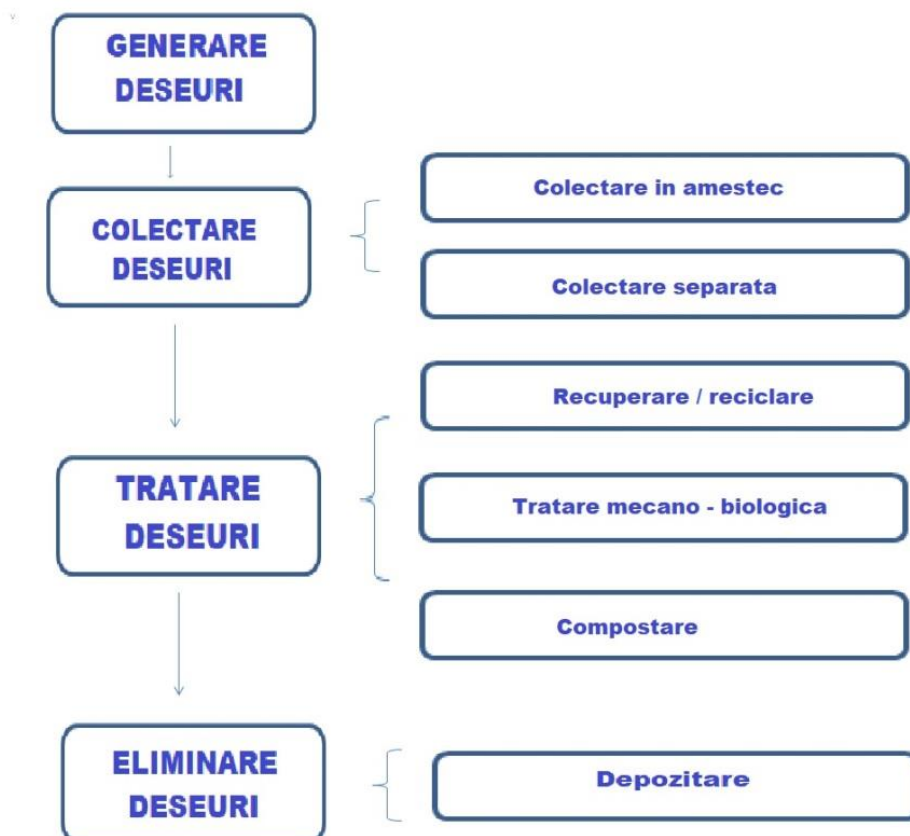 GENERARE
DESEURI
Colectare in amestec
COLECTARE
DESEURI
Colectare separata
Recuperare / reciclare
TRATARE
DESEURI
Tratare mecano - biologica
Compostare
ELIMINARE
DESEURI
Depozitare